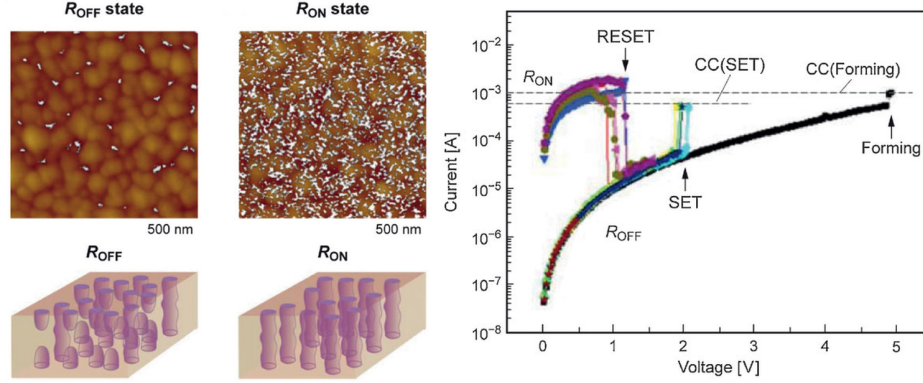 R_OFF state
R_ON state
500 nm
500 nm
R_OFF
R_ON
Current [A]
10⁻²
10⁻³
10⁻⁴
10⁻⁵
10⁻⁶
10⁻⁷
10⁻⁸
R_ON
RESET
CC(SET)
CC(Forming)
Forming
SET
R_OFF
0
1
2
3
4
5
Voltage [V]